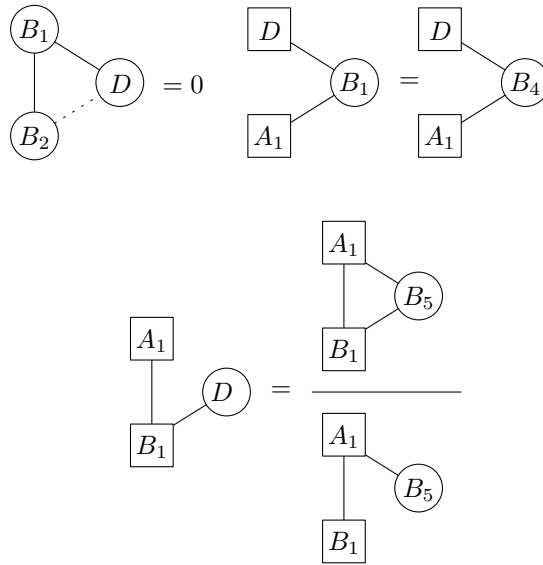 B₁
D = 0
B₂
D
B₁
A₁
=
D
B₄
A₁
A₁
B₅
B₁
A₁
D
B₁
=
A₁
B₅
B₁